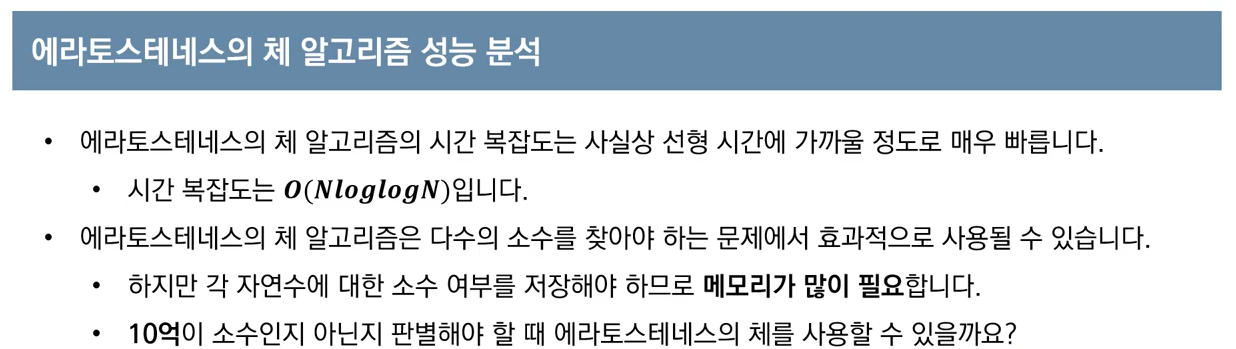 에라토스테네스의 체 알고리즘 성능 분석
• 에라토스테네스의 체 알고리즘의 시간 복잡도는 사실상 선형 시간에 가까울 정도로 매우 빠릅니다.
• 시간 복잡도는 O(NloglogN)입니다.
• 에라토스테네스의 체 알고리즘은 다수의 소수를 찾아야 하는 문제에서 효과적으로 사용될 수 있습니다.
• 하지만 각 자연수에 대한 소수 여부를 저장해야 하므로 메모리가 많이 필요합니다.
• 10억이 소수인지 아닌지 판별해야 할 때 에라토스테네스의 체를 사용할 수 있을까요?